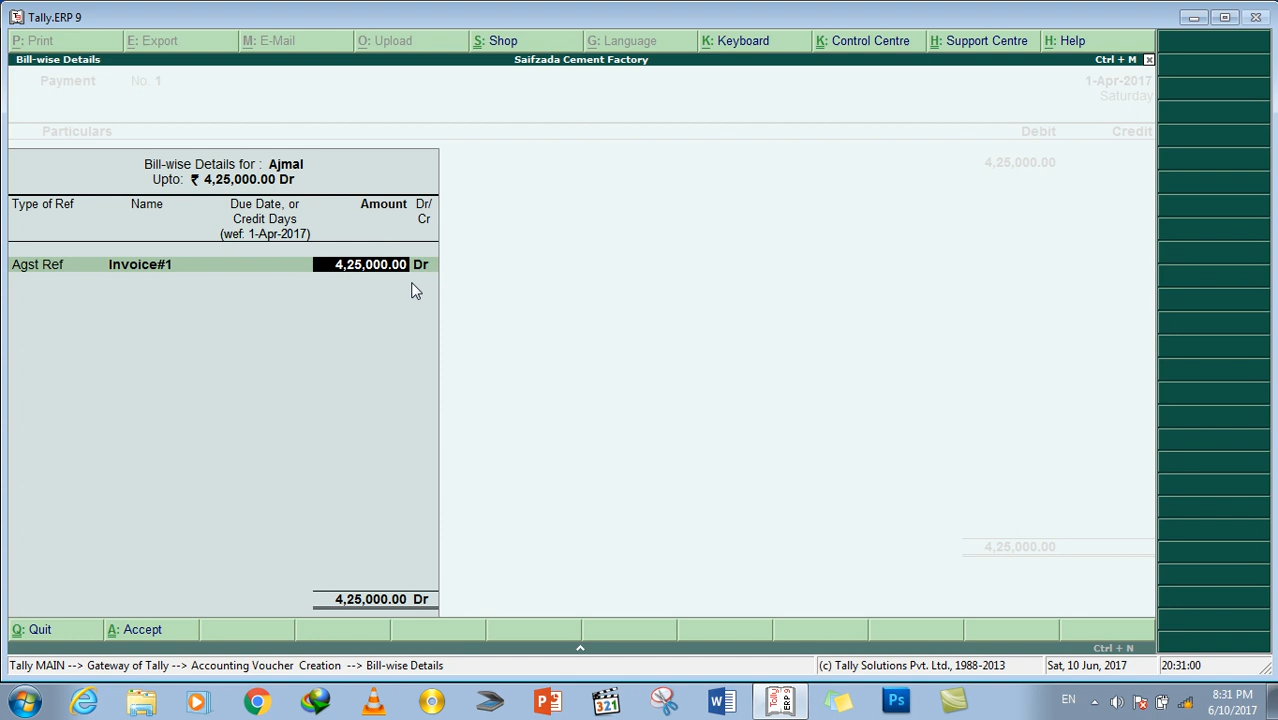 Tally.ERP 9
P: Print E: Export M: E-Mail O: Upload S: Shop G: Language K: Keyboard K: Control Centre H: Support Centre H: Help
Bill-wise Details Saifzada Cement Factory Ctrl + M
Payment No. 1 1-Apr-2017
Saturday
Particulars Debit Credit
Bill-wise Details for : Ajmal 4,25,000.00
Upto: ₹ 4,25,000.00 Dr
Type of Ref Name Due Date, or Amount Dr/
Credit Days Cr
(wef: 1-Apr-2017)
Agst Ref Invoice#1 4,25,000.00 Dr
4,25,000.00
4,25,000.00 Dr
Q: Quit A: Accept
Ctrl + N
Tally MAIN --> Gateway of Tally --> Accounting Voucher Creation --> Bill-wise Details (c) Tally Solutions Pvt. Ltd., 1988-2013 Sat, 10 Jun, 2017 20:31:00
321 ERP 9 Ps EN 8:31 PM
6/10/2017